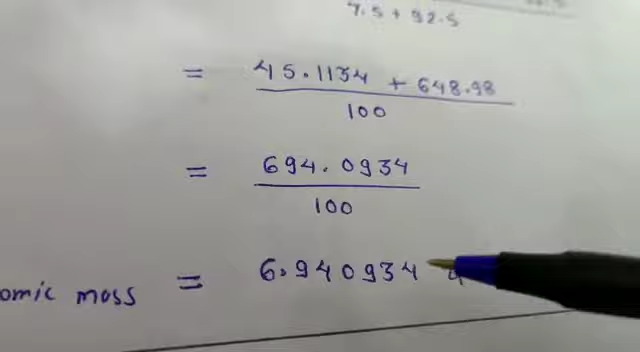 7.5 + 92.5
= 45.1134 + 648.98
100
= 694.0934
100
omic mass = 6.940934